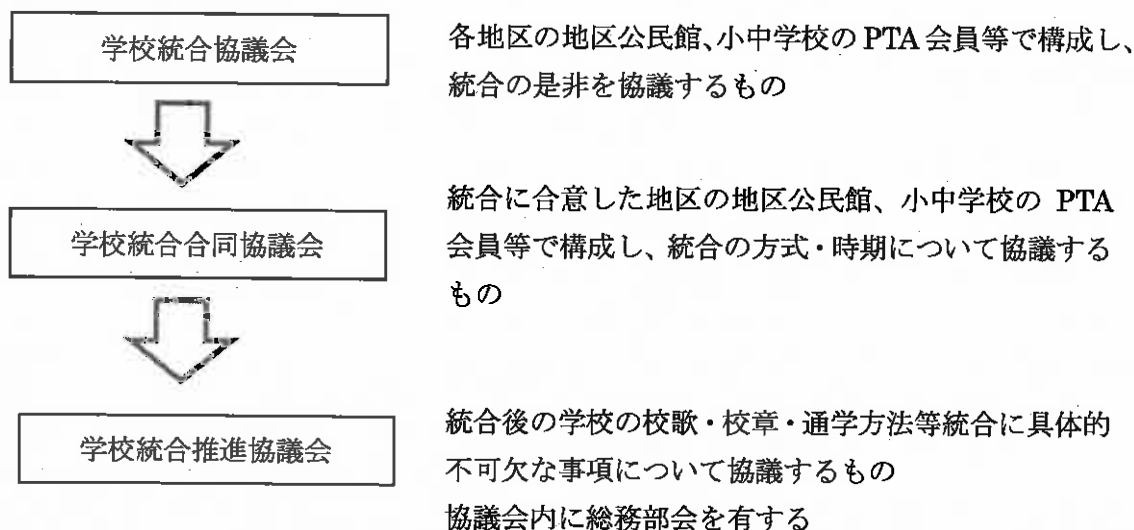 学校統合協議会
各地区の地区公民館、小中学校のPTA会員等で構成し、
統合の是非を協議するもの
学校統合合同協議会
統合に合意した地区の地区公民館、小中学校の PTA
会員等で構成し、統合の方式・時期について協議する
もの
学校統合推進協議会
統合後の学校の校歌・校章・通学方法等統合に具体的
不可欠な事項について協議するもの
協議会内に総務部会を有する